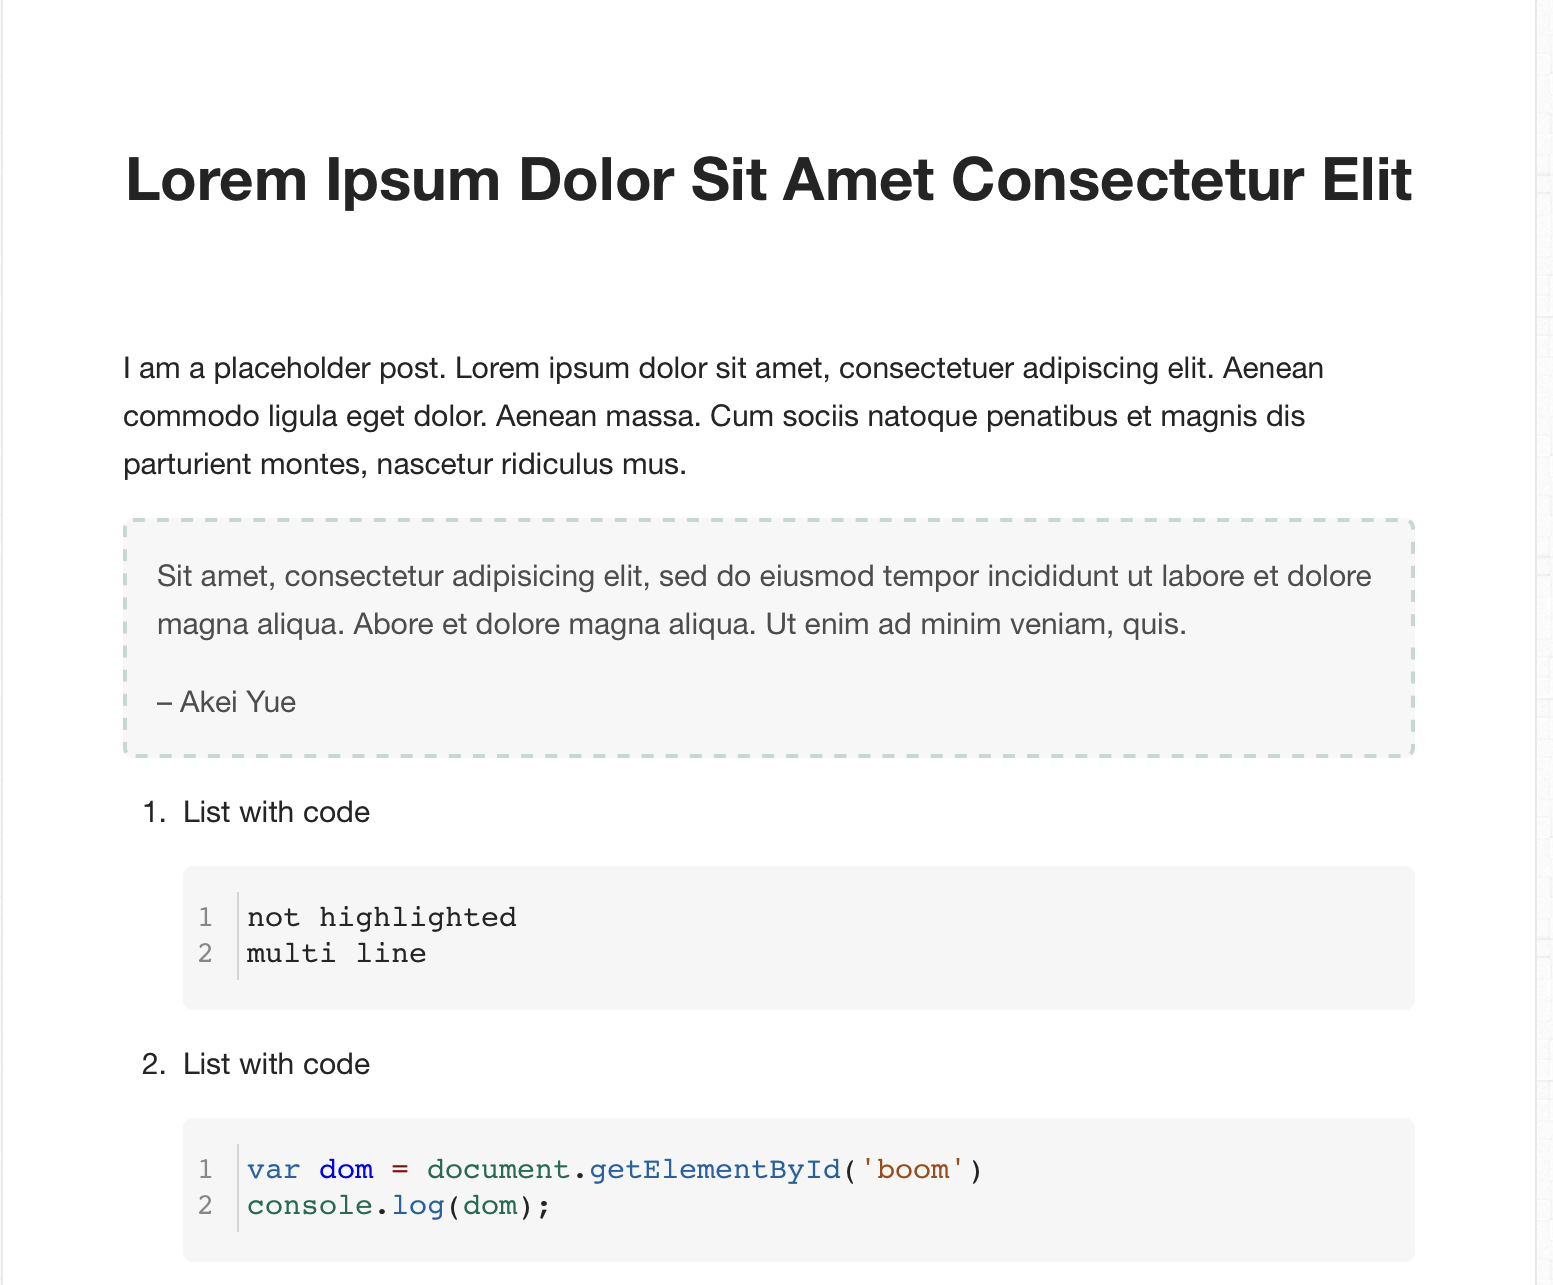 Lorem Ipsum Dolor Sit Amet Consectetur Elit
I am a placeholder post. Lorem ipsum dolor sit amet, consectetuer adipiscing elit. Aenean
commodo ligula eget dolor. Aenean massa. Cum sociis natoque penatibus et magnis dis
parturient montes, nascetur ridiculus mus.
Sit amet, consectetur adipisicing elit, sed do eiusmod tempor incididunt ut labore et dolore
magna aliqua. Abore et dolore magna aliqua. Ut enim ad minim veniam, quis.
– Akei Yue
1. List with code
1 not highlighted
2 multi line
2. List with code
1 var dom = document.getElementById('boom')
2 console.log(dom);